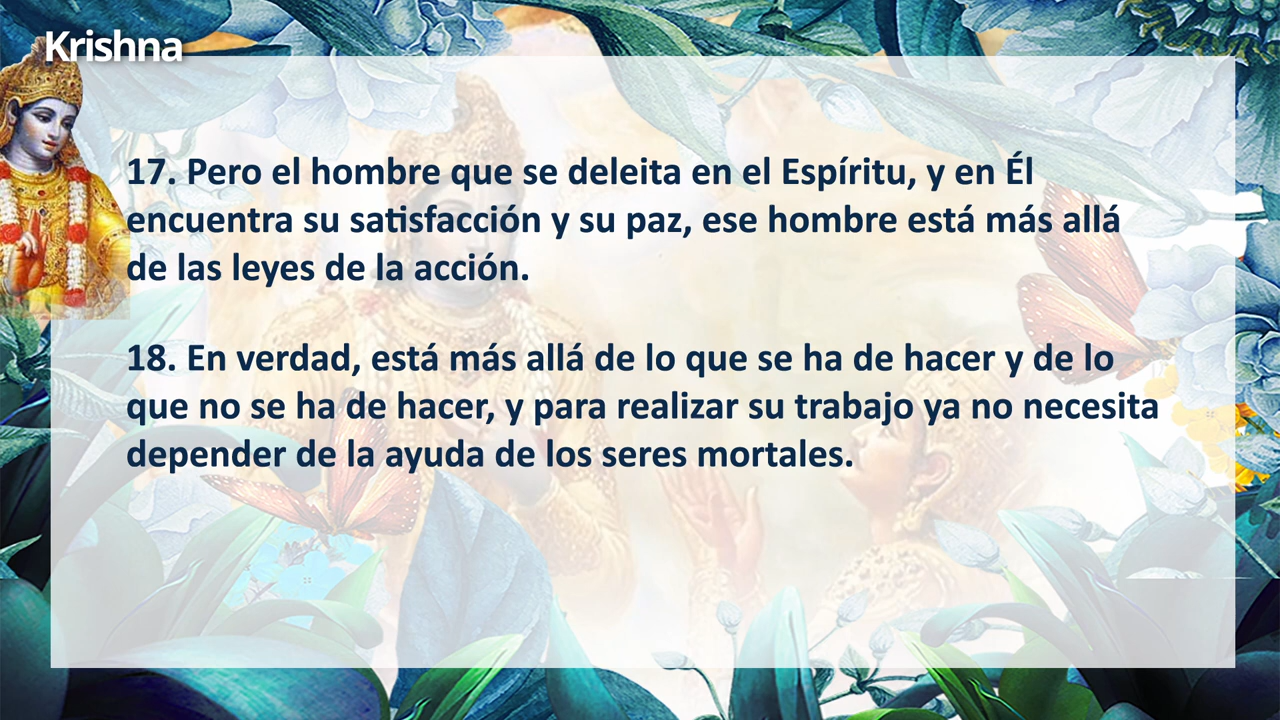 Krishna
17. Pero el hombre que se deleita en el Espíritu, y en Él
encuentra su satisfacción y su paz, ese hombre está más allá
de las leyes de la acción.
18. En verdad, está más allá de lo que se ha de hacer y de lo
que no se ha de hacer, y para realizar su trabajo ya no necesita
depender de la ayuda de los seres mortales.